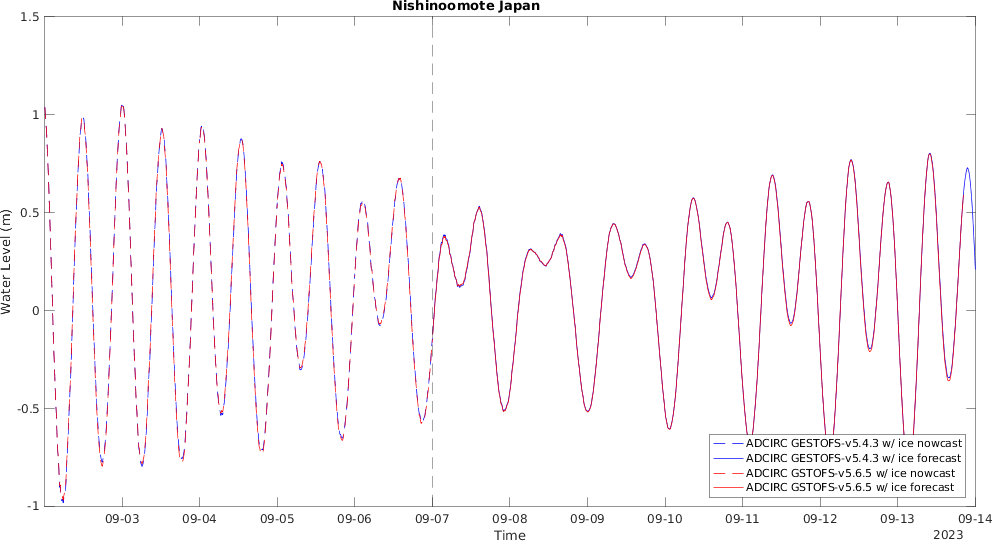 Nishinoomote Japan
1.5
1
0.5
0
-0.5
-1
Water Level (m)
09-03 09-04 09-05 09-06 09-07 09-08 09-09 09-10 09-11 09-12 09-13 09-14
2023
Time
ADCIRC GESTOFS-v5.4.3 w/ ice nowcast
ADCIRC GESTOFS-v5.4.3 w/ ice forecast
ADCIRC GSTOFS-v5.6.5 w/ ice nowcast
ADCIRC GSTOFS-v5.6.5 w/ ice forecast